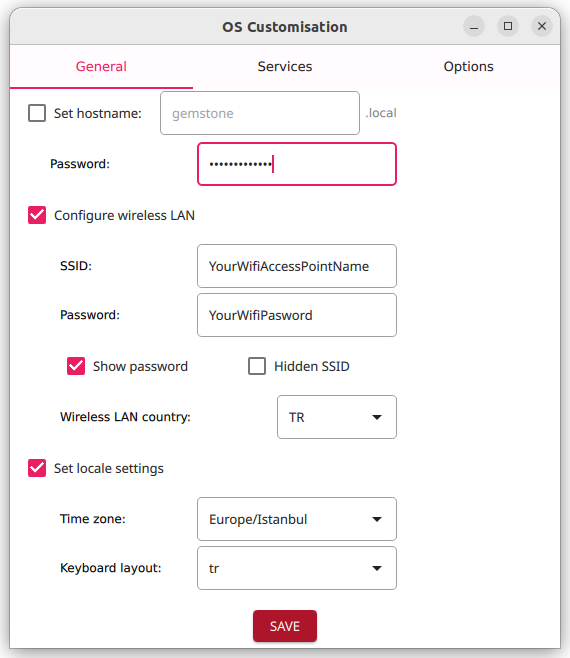 OS Customisation
General Services Options
Set hostname: gemstone .local
Password: •••••••••••••
Configure wireless LAN
SSID: YourWifiAccessPointName
Password: YourWifiPasword
Show password Hidden SSID
Wireless LAN country: TR
Set locale settings
Time zone: Europe/Istanbul
Keyboard layout: tr
SAVE